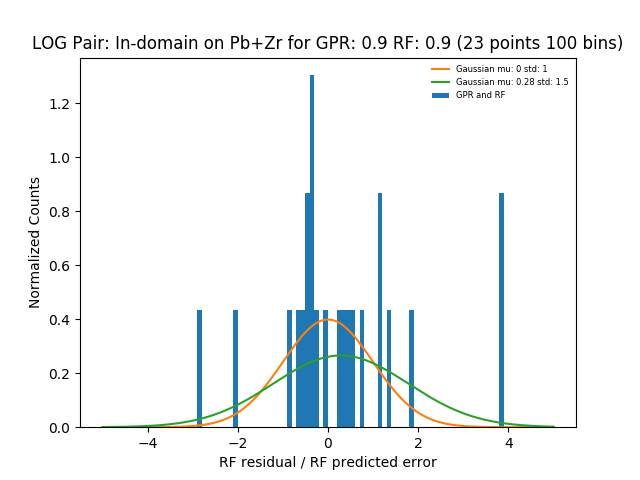 LOG Pair: In-domain on Pb+Zr for GPR: 0.9 RF: 0.9 (23 points 100 bins)
Gaussian mu: 0 std: 1
Gaussian mu: 0.28 std: 1.5
GPR and RF
Normalized Counts
1.2
1.0
0.8
0.6
0.4
0.2
0.0
−4 −2 0 2 4
RF residual / RF predicted error